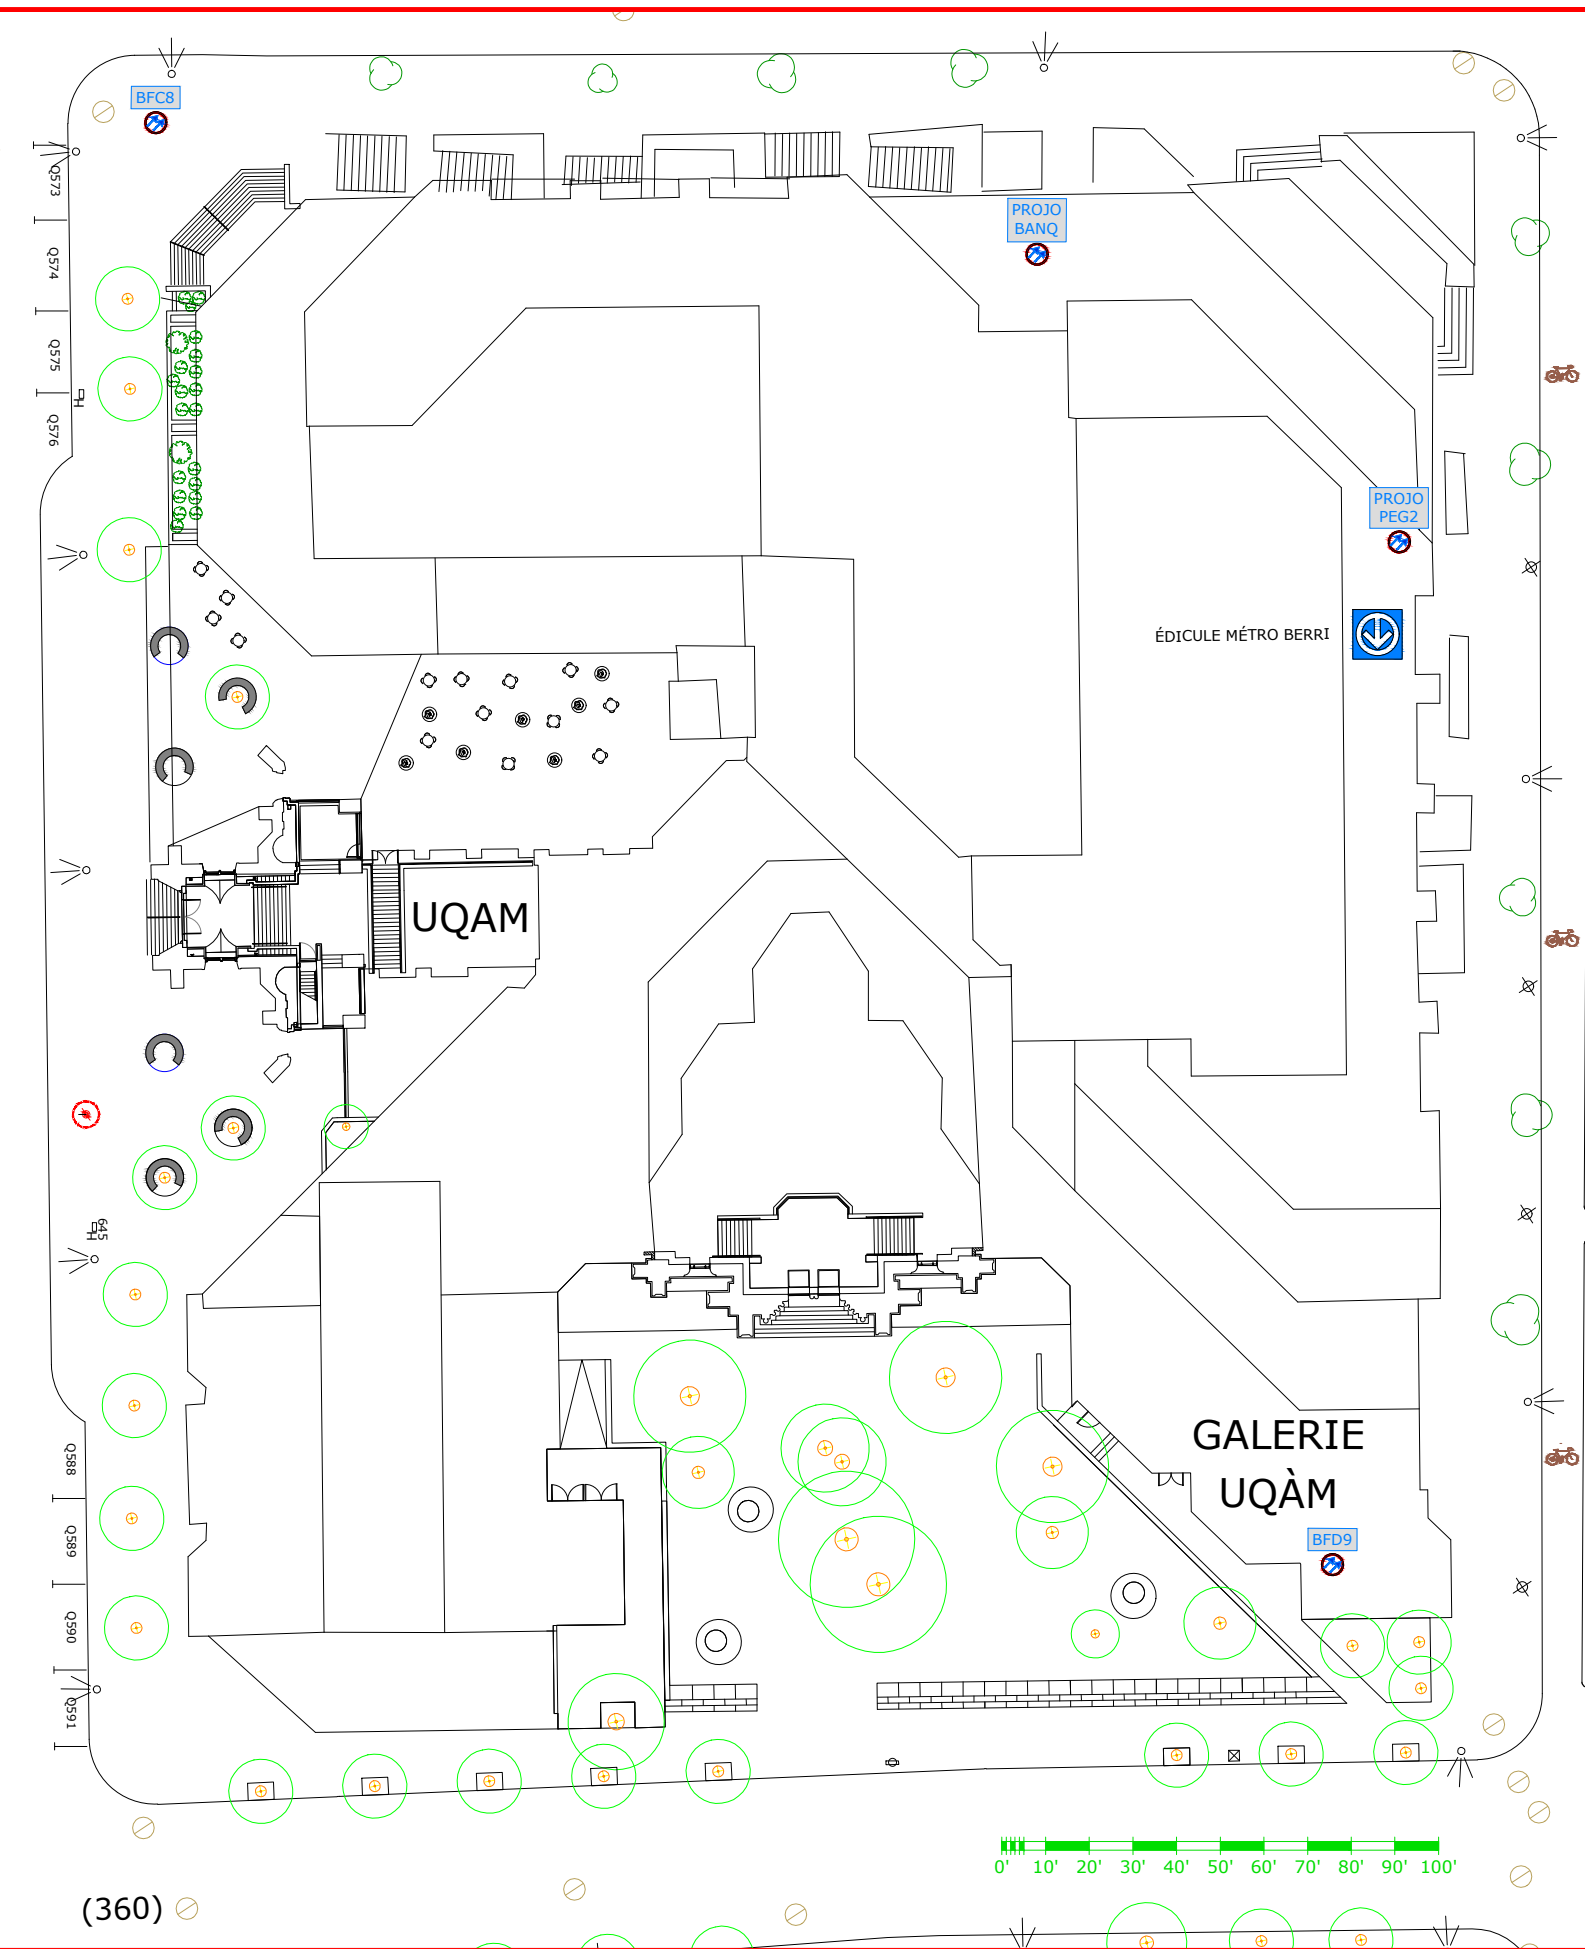 BFC8
Q573
Q574
Q575
Q576
H
PROJO
BANQ
PROJO
PEG2
ÉDICULE MÉTRO BERRI
UQAM
645
H
GALERIE
UQÀM
BFD9
Q588
Q589
Q590
Q591
0' 10' 20' 30' 40' 50' 60' 70' 80' 90' 100'
(360)